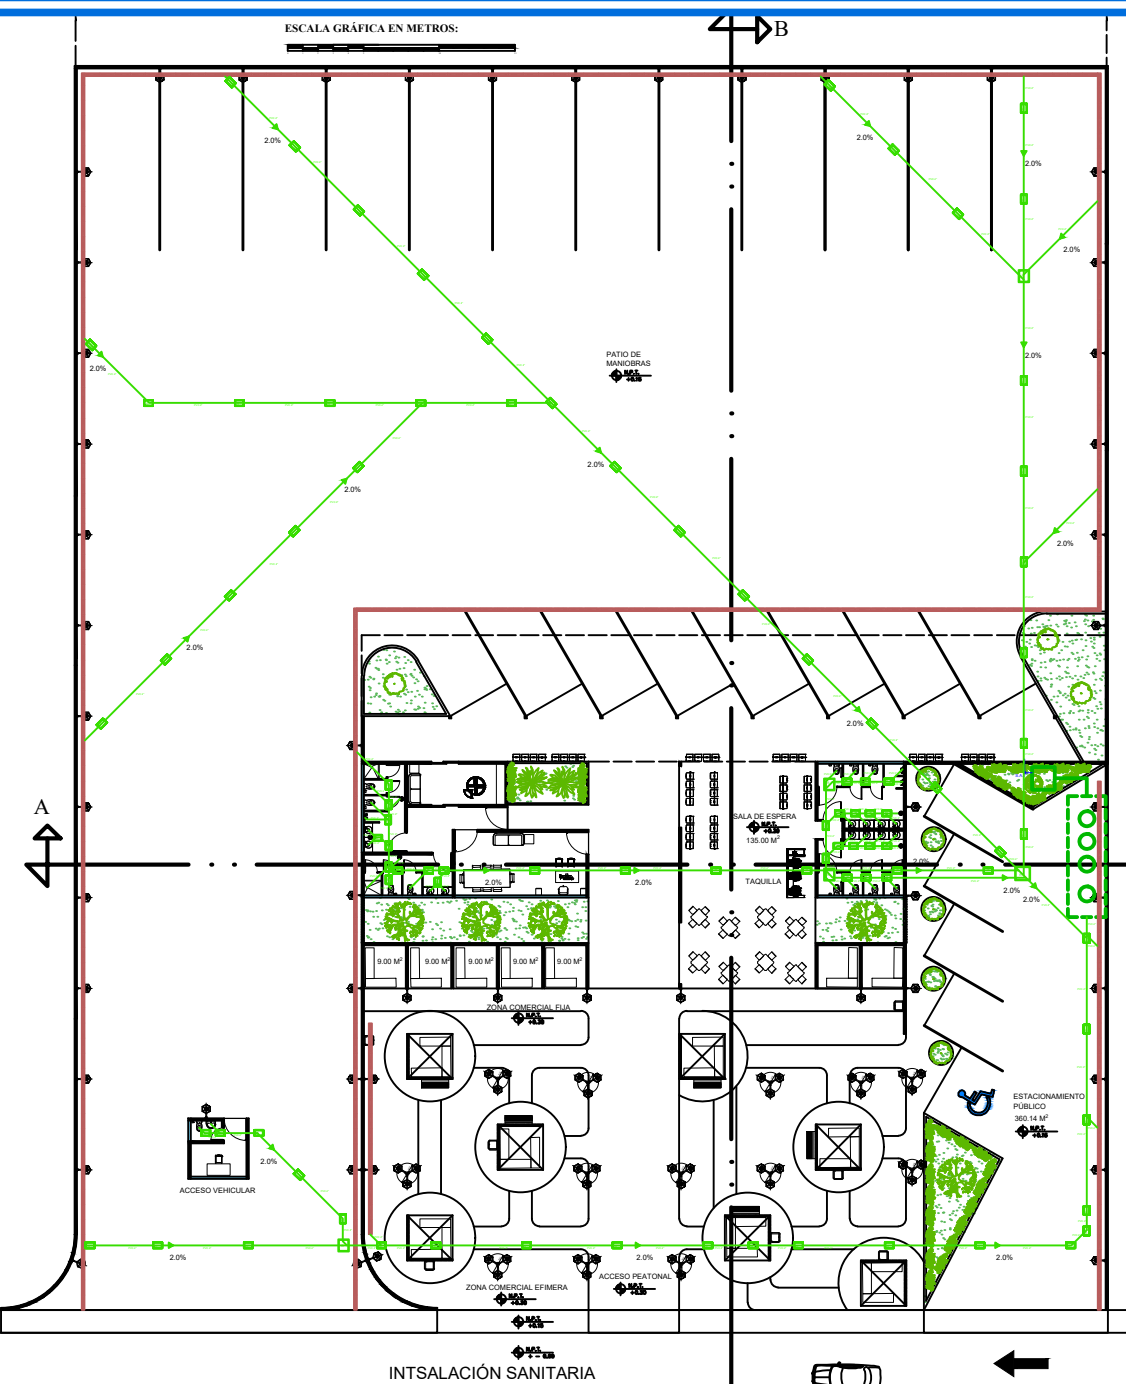 ESCALA GRÁFICA EN METROS:
B
2.0%
2.0%
2.0%
2.0%
PATIO DE
MANIOBRAS
N.P.T.
2.0%
2.0%
2.0%
2.0%
2.0%
2.0%
2.0%
A
SALA DE ESPERA
N.P.T.
135.00 M²
2.0%
2.0%
2.0%
TAQUILLA
2.0%
2.0%
9.00 M²
9.00 M²
9.00 M²
9.00 M²
9.00 M²
ZONA COMERCIAL FIJA
N.P.T.
ESTACIONAMIENTO
PÚBLICO
360.14 M²
N.P.T.
2.0%
ACCESO VEHICULAR
2.0%
2.0%
2.0%
ACCESO PEATONAL
N.P.T.
ZONA COMERCIAL EFIMERA
N.P.T.
N.P.T.
N.P.T.
INTSALACIÓN SANITARIA